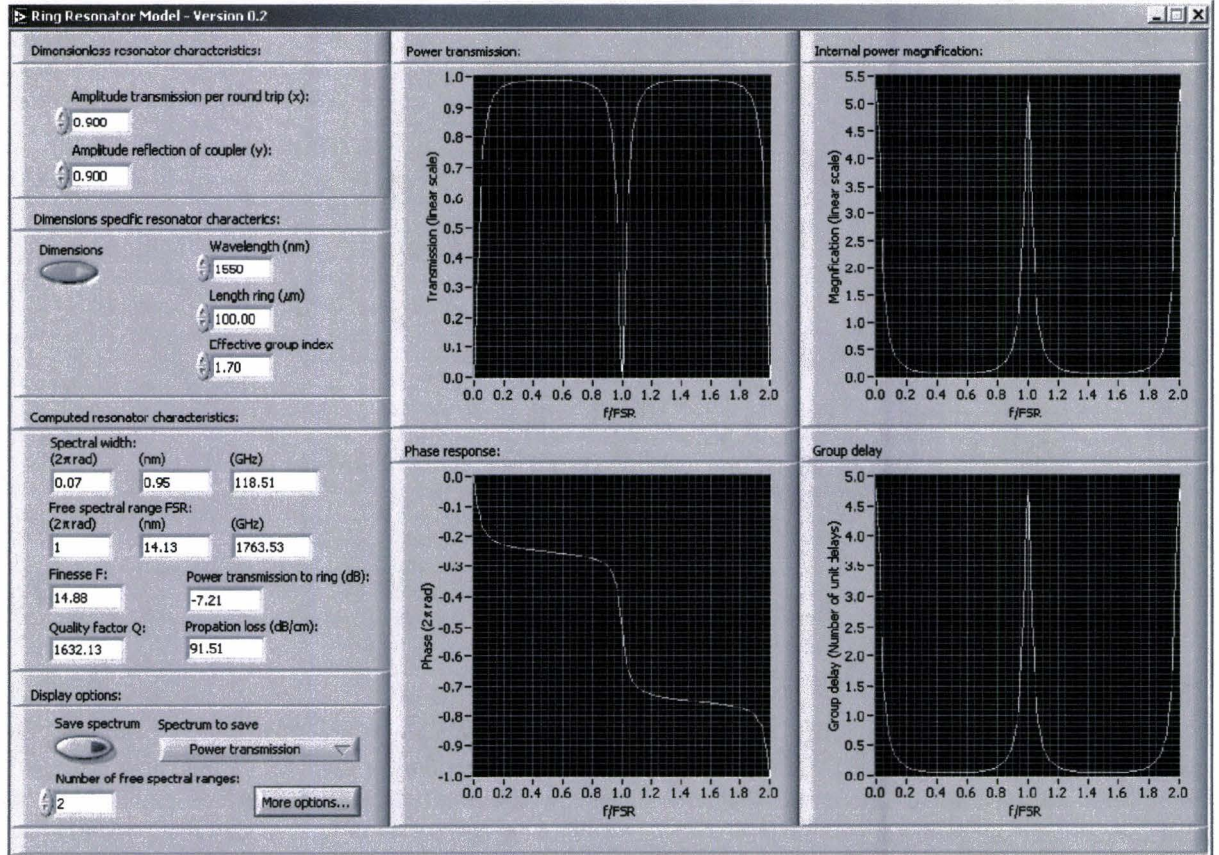 Ring Resonator Model - Version 0.2
Dimensionless resonator characteristics:
Amplitude transmission per round trip (x):
0.900
Amplitude reflection of coupler (y):
0.900
Dimensions specific resonator characterics:
Dimensions
Wavelength (nm)
1550
Length ring (μm)
100.00
Effective group index
1.70
Computed resonator characteristics:
Spectral width:
(2π rad) (nm) (GHz)
0.07 0.95 118.51
Free spectral range FSR:
(2π rad) (nm) (GHz)
1 14.13 1763.53
Finesse F: Power transmission to ring (dB):
14.88 -7.21
Quality factor Q: Propation loss (dB/cm):
1632.13 91.51
Display options:
Save spectrum Spectrum to save
Power transmission
Number of free spectral ranges:
2 More options...
Power transmission:
Transmission (linear scale)
1.0
0.9
0.8
0.7
0.6
0.5
0.4
0.3
0.2
0.1
0.0
0.0 0.2 0.4 0.6 0.8 1.0 1.2 1.4 1.6 1.8 2.0
f/FSR
Internal power magnification:
Magnification (linear scale)
5.5
5.0
4.5
4.0
3.5
3.0
2.5
2.0
1.5
1.0
0.5
0.0
0.0 0.2 0.4 0.6 0.8 1.0 1.2 1.4 1.6 1.8 2.0
f/FSR
Phase response:
Phase (2π rad)
0.0
-0.1
-0.2
-0.3
-0.4
-0.5
-0.6
-0.7
-0.8
-0.9
-1.0
0.0 0.2 0.4 0.6 0.8 1.0 1.2 1.4 1.6 1.8 2.0
f/FSR
Group delay
Group delay (Number of unit delays)
5.0
4.5
4.0
3.5
3.0
2.5
2.0
1.5
1.0
0.5
0.0
0.0 0.2 0.4 0.6 0.8 1.0 1.2 1.4 1.6 1.8 2.0
f/FSR